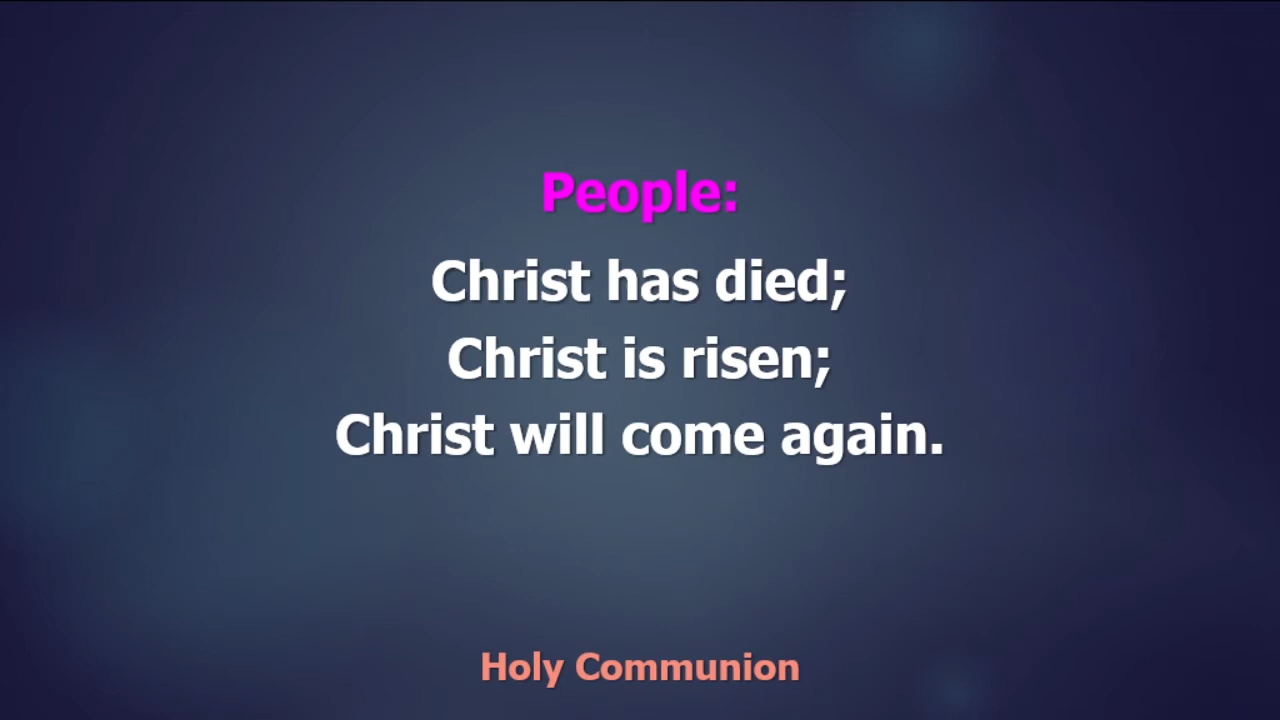 People:
Christ has died;
Christ is risen;
Christ will come again.
Holy Communion